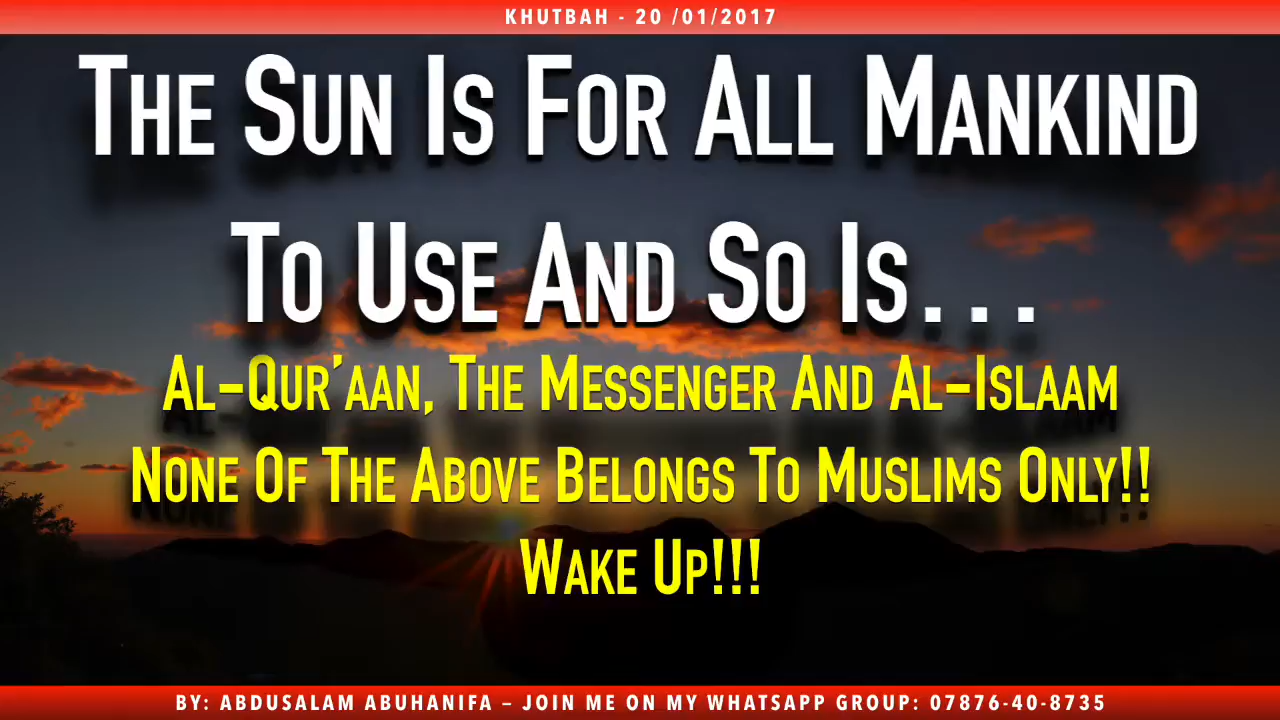 KHUTBAH - 20 /01/2017
THE SUN IS FOR ALL MANKIND
TO USE AND SO IS...
AL-QUR'AAN, THE MESSENGER AND AL-ISLAAM
NONE OF THE ABOVE BELONGS TO MUSLIMS ONLY!!
WAKE UP!!!
BY: ABDUSALAM ABUHANIFA – JOIN ME ON MY WHATSAPP GROUP: 07876-40-8735